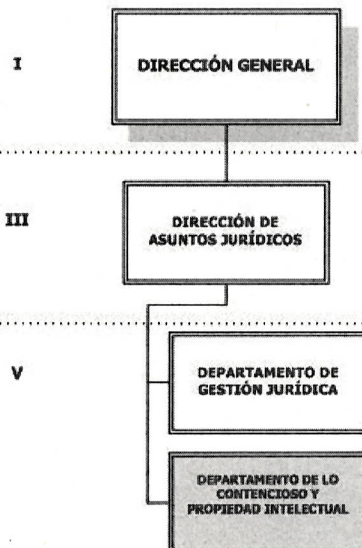 I
DIRECCIÓN GENERAL
III
DIRECCIÓN DE
ASUNTOS JURÍDICOS
V
DEPARTAMENTO DE
GESTIÓN JURÍDICA
DEPARTAMENTO DE LO
CONTENCIOSO Y
PROPIEDAD INTELECTUAL